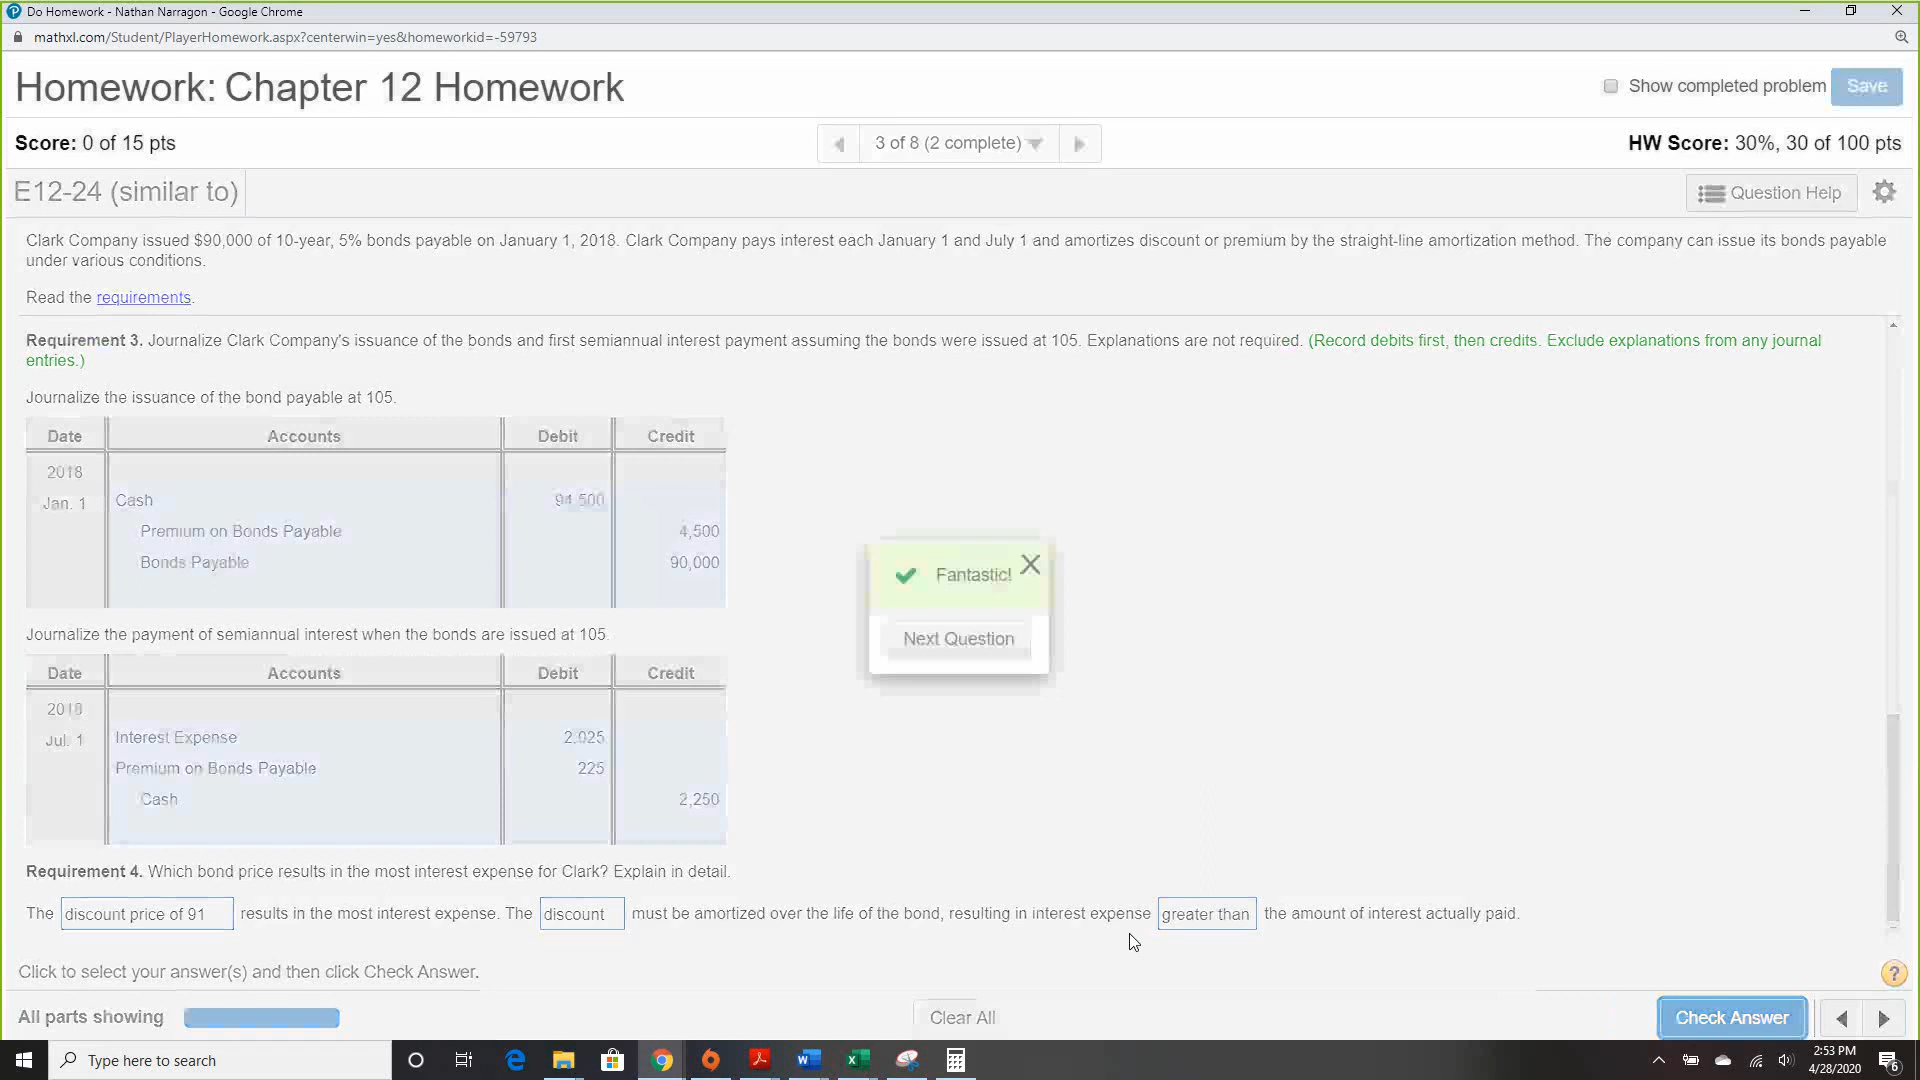 Do Homework - Nathan Narragon - Google Chrome
mathxl.com/Student/PlayerHomework.aspx?centerwin=yes&homeworkid=-59793
Homework: Chapter 12 Homework
Show completed problem Save
Score: 0 of 15 pts
3 of 8 (2 complete)
HW Score: 30%, 30 of 100 pts
E12-24 (similar to)
Question Help
Clark Company issued $90,000 of 10-year, 5% bonds payable on January 1, 2018. Clark Company pays interest each January 1 and July 1 and amortizes discount or premium by the straight-line amortization method. The company can issue its bonds payable
under various conditions.
Read the requirements.
Requirement 3. Journalize Clark Company's issuance of the bonds and first semiannual interest payment assuming the bonds were issued at 105. Explanations are not required. (Record debits first, then credits. Exclude explanations from any journal
entries.)
Journalize the issuance of the bond payable at 105.
Date Accounts Debit Credit
2018
Jan. 1 Cash 94,500
Premium on Bonds Payable 4,500
Bonds Payable 90,000
Fantastic!
Next Question
Journalize the payment of semiannual interest when the bonds are issued at 105.
Date Accounts Debit Credit
2018
Jul. 1 Interest Expense 2,025
Premium on Bonds Payable 225
Cash 2,250
Requirement 4. Which bond price results in the most interest expense for Clark? Explain in detail.
The discount price of 91 results in the most interest expense. The discount must be amortized over the life of the bond, resulting in interest expense greater than the amount of interest actually paid.
Click to select your answer(s) and then click Check Answer.
?
All parts showing
Clear All
Check Answer
Type here to search
2:53 PM
4/28/2020
6